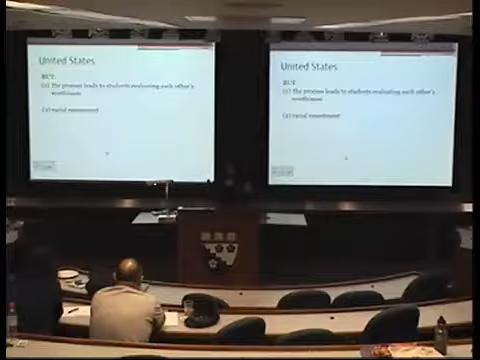 United States
BUT:
(1) The process leads to students evaluating each other's
worthiness
(2) racial resentment
United States
BUT:
(1) The process leads to students evaluating each other's
worthiness
(2) racial resentment